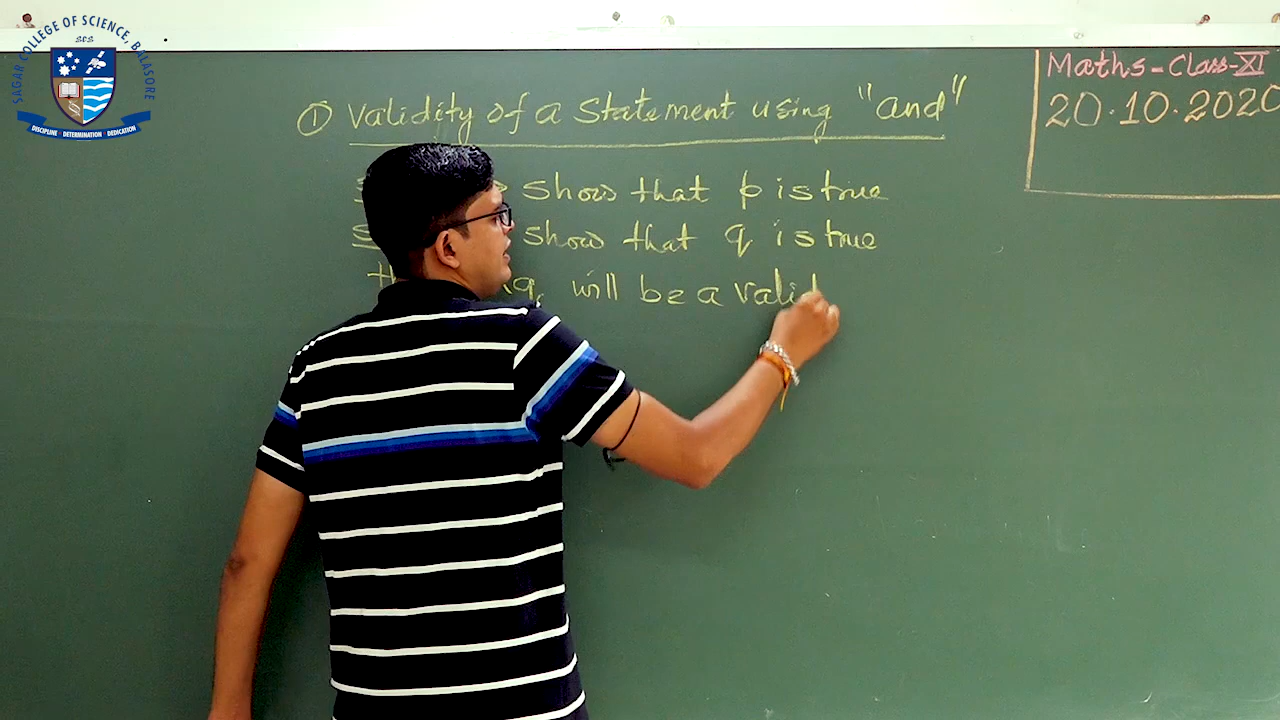 SAGAR COLLEGE OF SCIENCE, BALASORE
SCS
DISCIPLINE DETERMINATION DEDICATION
Maths - Class - XI
20.10.2020
① Validity of a statement using "and"
show that p is true
show that q is true
q will be a valid